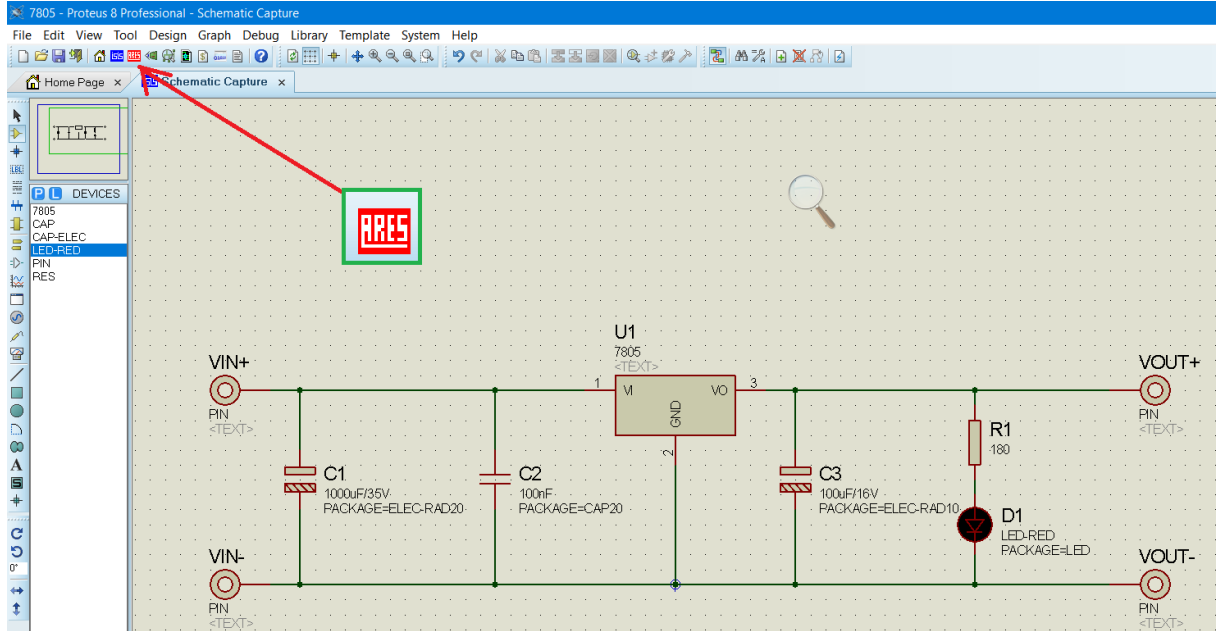 7805 - Proteus 8 Professional - Schematic Capture
File Edit View Tool Design Graph Debug Library Template System Help
Home Page × Schematic Capture ×
LBL
P L DEVICES
7805
CAP
CAP-ELEC
LED-RED
PIN
RES
ARES
U1
7805
<TEXT>
VIN+
1
VI
VO
3
VOUT+
GND
PIN
<TEXT>
PIN
<TEXT>
2
R1
180
C1
1000uF/35V
PACKAGE=ELEC-RAD20
C2
100nF
PACKAGE=CAP20
C3
100uF/16V
PACKAGE=ELEC-RAD10
D1
LED-RED
PACKAGE=LED
VIN-
VOUT-
PIN
<TEXT>
PIN
<TEXT>
A
S
0°